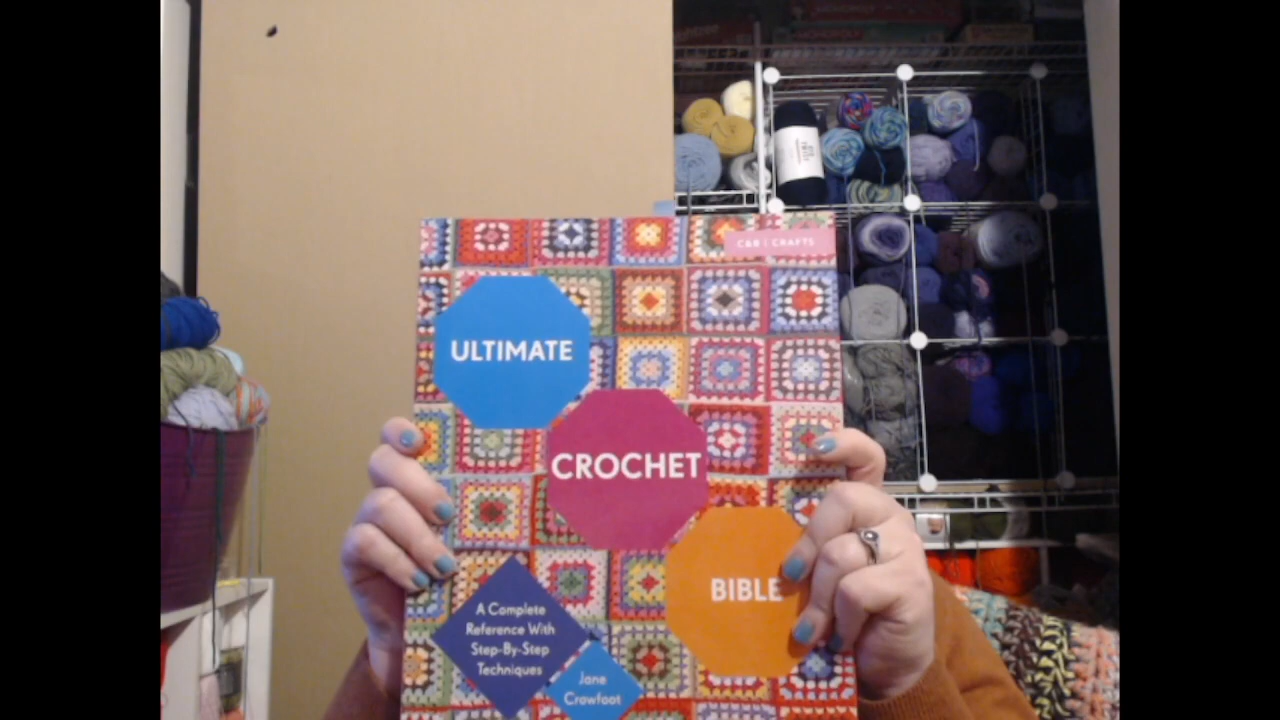 C&B | CRAFTS
ULTIMATE
CROCHET
BIBLE
A Complete
Reference With
Step-By-Step
Techniques
Jane
Crowfoot